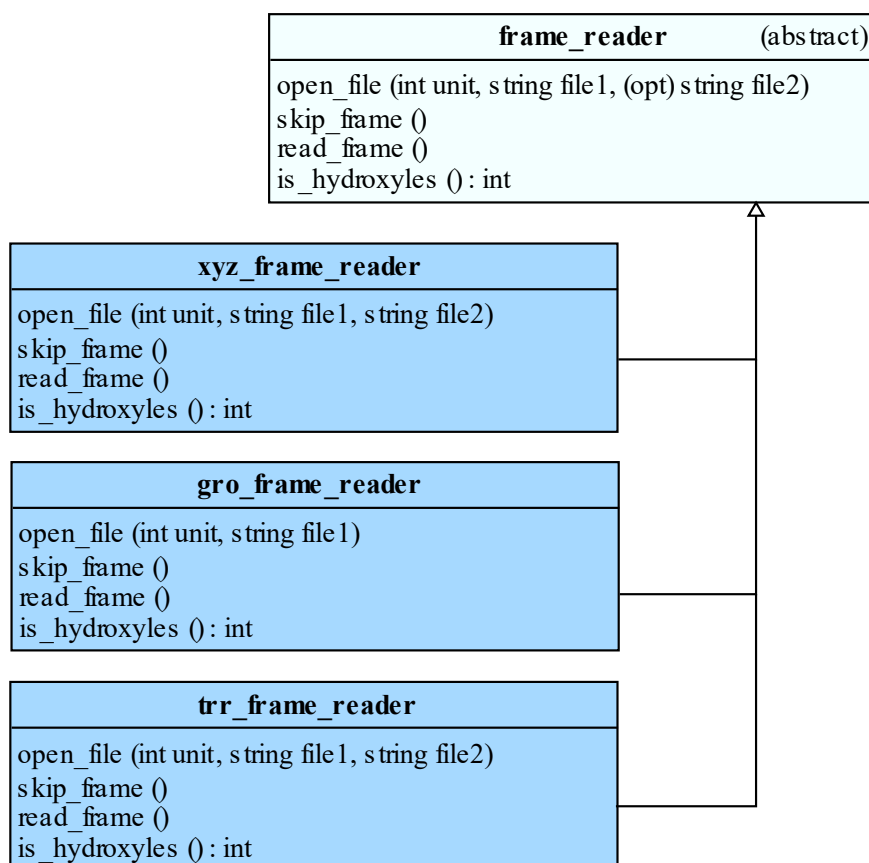 frame_reader (abstract)
open_file (int unit, string file1, (opt) string file2)
skip_frame ()
read_frame ()
is_hydroxyles () : int
xyz_frame_reader
open_file (int unit, string file1, string file2)
skip_frame ()
read_frame ()
is_hydroxyles () : int
gro_frame_reader
open_file (int unit, string file1)
skip_frame ()
read_frame ()
is_hydroxyles () : int
trr_frame_reader
open_file (int unit, string file1, string file2)
skip_frame ()
read_frame ()
is_hydroxyles () : int